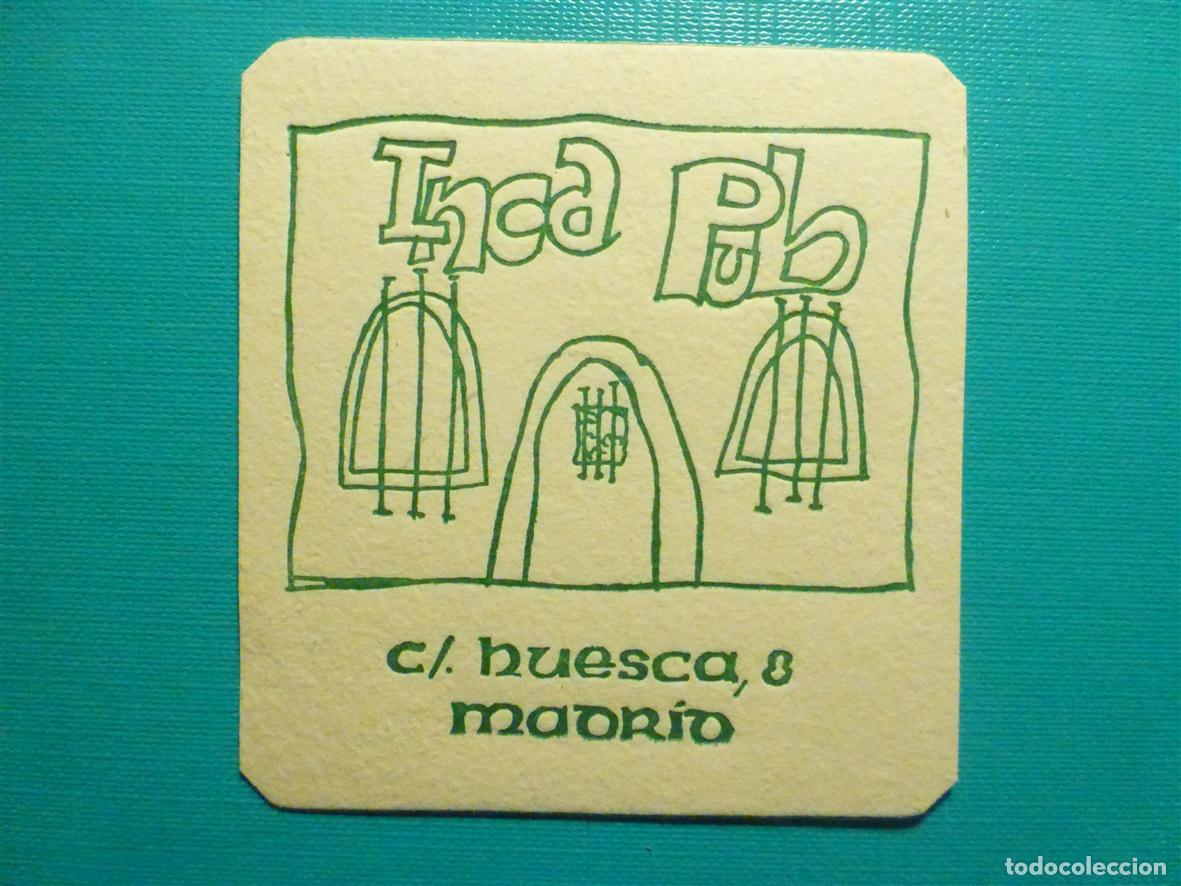 Inca Pub
c/. huesca, 8
madrid
todocoleccion